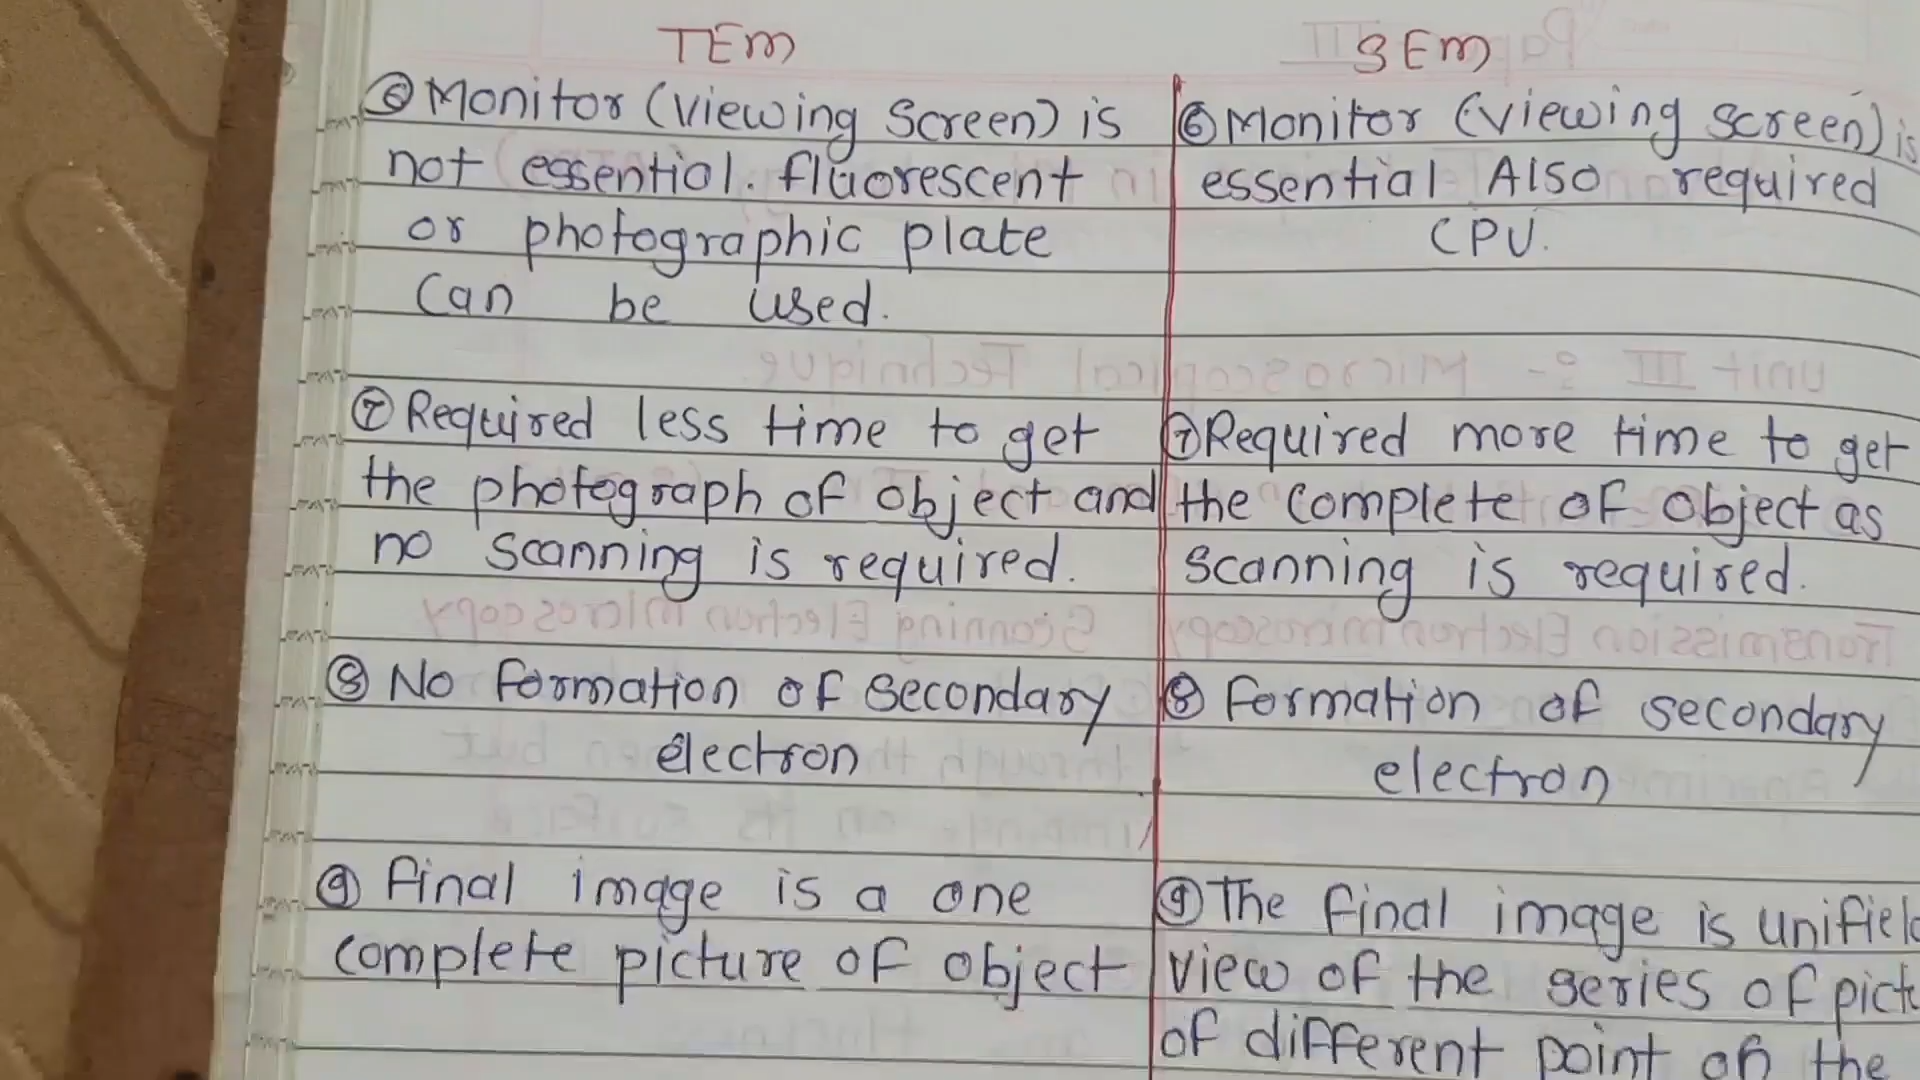 TEM
⑥ Monitor (Viewing Screen) is
not essential. fluorescent
or photographic plate
Can be used.
⑦ Required less time to get
the photograph of object and
no scanning is required.
⑧ No formation of secondary
electron
⑨ final image is a one
complete picture of object
SEM
⑥ Monitor (viewing screen) is
essential Also required
CPU.
⑦ Required more time to get
the complete of object as
scanning is required.
⑧ formation of secondary
electron
⑨ The final image is unifield
view of the series of pict
of different point on the